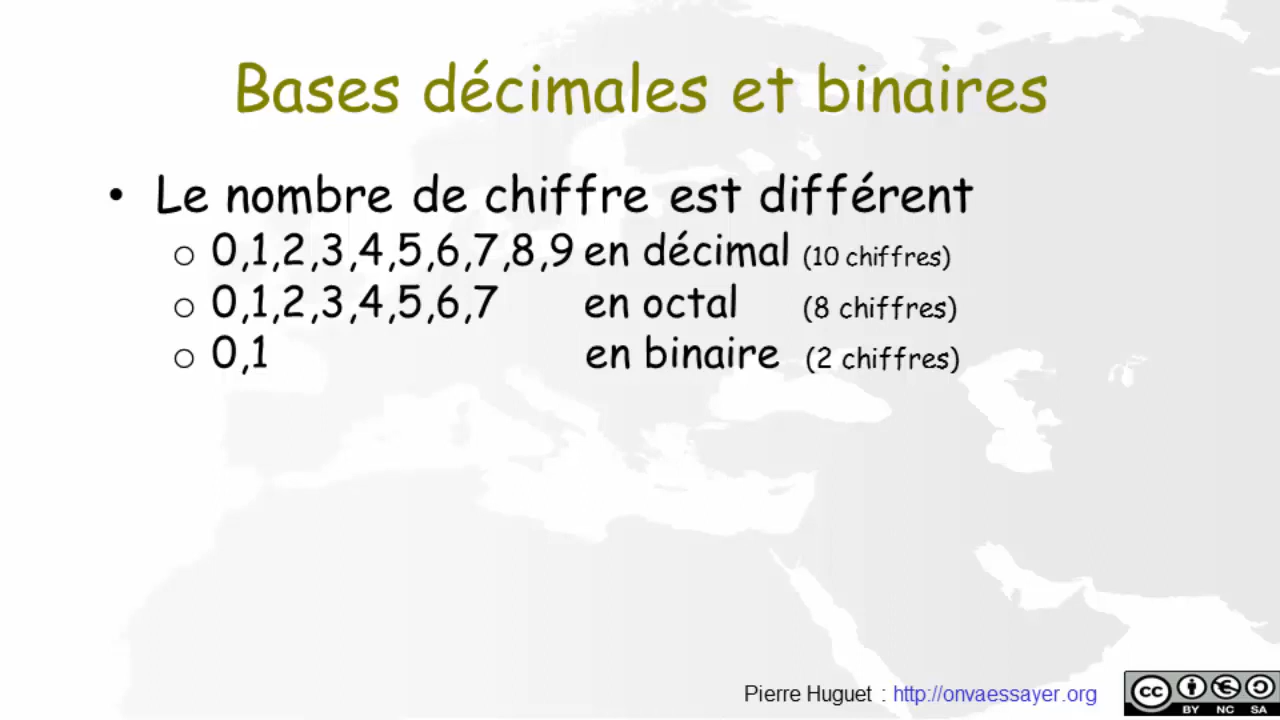 Bases décimales et binaires
• Le nombre de chiffre est différent
o 0,1,2,3,4,5,6,7,8,9 en décimal (10 chiffres)
o 0,1,2,3,4,5,6,7 en octal (8 chiffres)
o 0,1 en binaire (2 chiffres)
Pierre Huguet : http://onvaessayer.org
cc BY NC SA